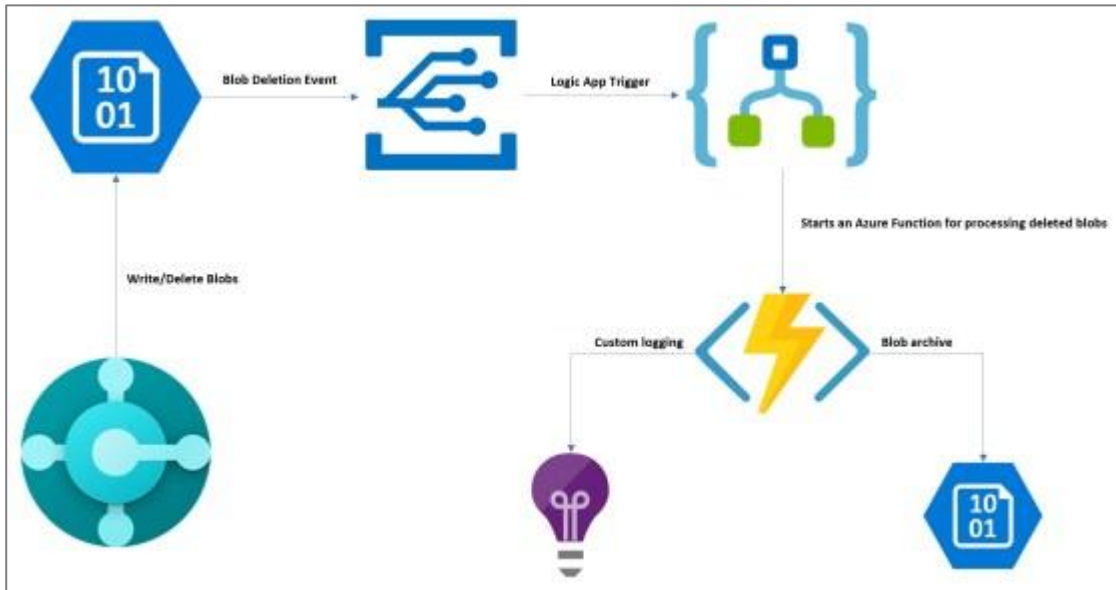 10
01
Blob Deletion Event
Logic App Trigger
Starts an Azure Function for processing deleted blobs
Write/Delete Blobs
Custom logging
Blob archive
10
01